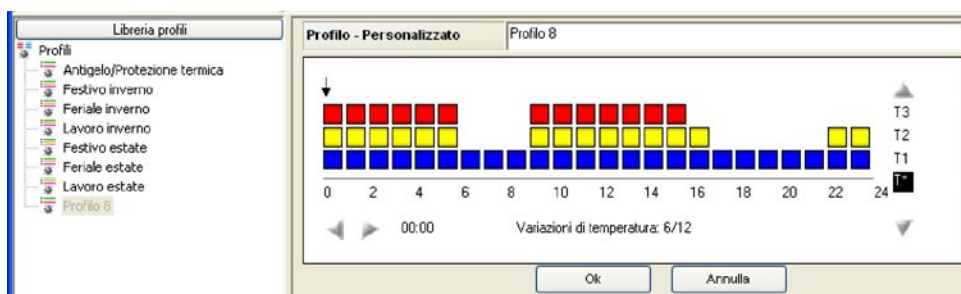 Libreria profili
Profili
Antigelo/Protezione termica
Festivo inverno
Feriale inverno
Lavoro inverno
Festivo estate
Feriale estate
Lavoro estate
Profilo 8
Profilo - Personalizzato Profilo 8
T3
T2
T1
T*
0 2 4 6 8 10 12 14 16 18 20 22 24
00:00 Variazioni di temperatura: 6/12
Ok Annulla